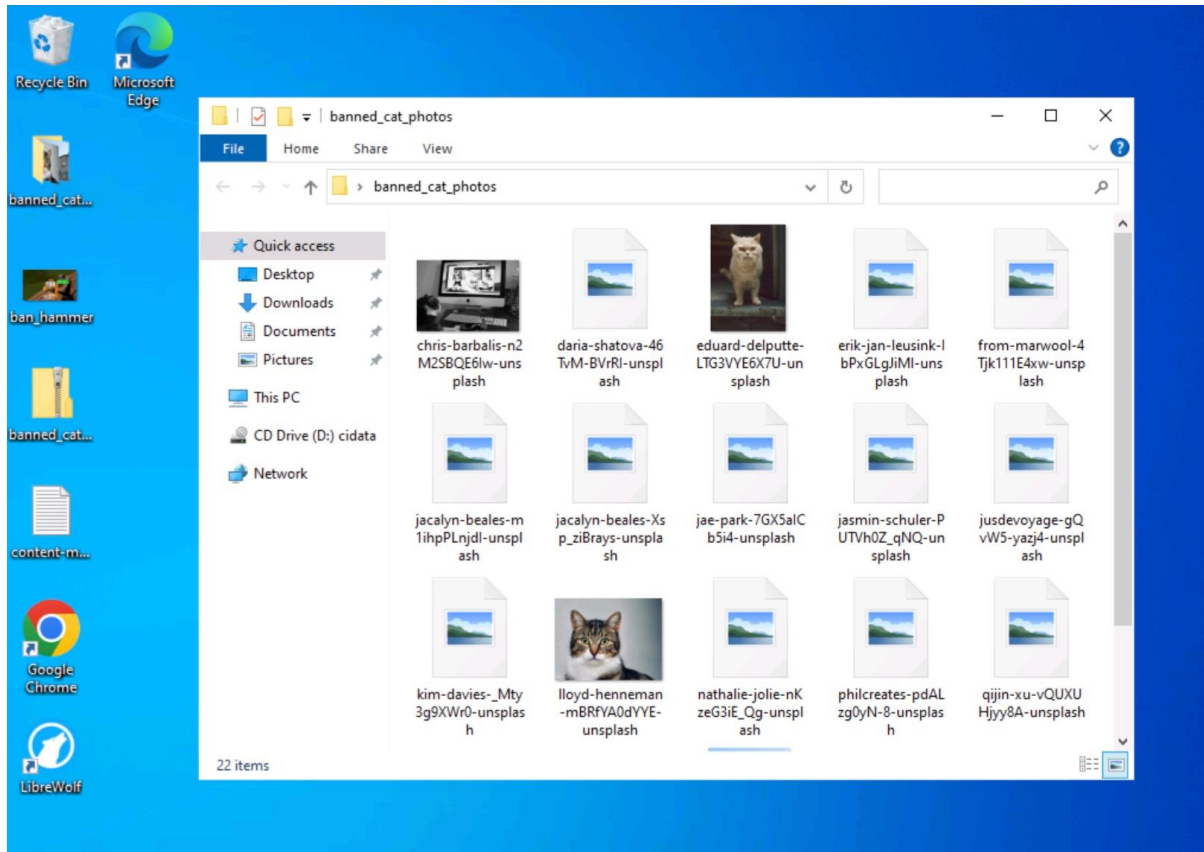 Recycle Bin
Microsoft
Edge
banned_cat...
ban_hammer
banned_cat...
content-m...
Google
Chrome
LibreWolf
banned_cat_photos
File Home Share View
banned_cat_photos
Quick access
Desktop
Downloads
Documents
Pictures
This PC
CD Drive (D:) cidata
Network
chris-barbalis-n2
M2SBQE6lw-uns
plash
daria-shatova-46
TvM-BVrRI-unspl
ash
eduard-delputte-
LTG3VYE6X7U-un
splash
erik-jan-leusink-I
bPxGLgJiMI-uns
plash
from-marwool-4
Tjk111E4xw-unsp
lash
jacalyn-beales-m
1ihpPLnjdI-unspl
ash
jacalyn-beales-Xs
p_ziBrays-unspla
sh
jae-park-7GX5aIC
b5i4-unsplash
jasmin-schuler-P
UTVh0Z_qNQ-un
splash
jusdevoyage-gQ
vW5-yazj4-unspl
ash
kim-davies-_Mty
3g9XWr0-unsplas
h
lloyd-henneman
-mBRfYA0dYYE-
unsplash
nathalie-jolie-nK
zeG3iE_Qg-unspl
ash
philcreates-pdAL
zg0yN-8-unsplas
h
qijin-xu-vQUXU
Hjyy8A-unsplash
22 items